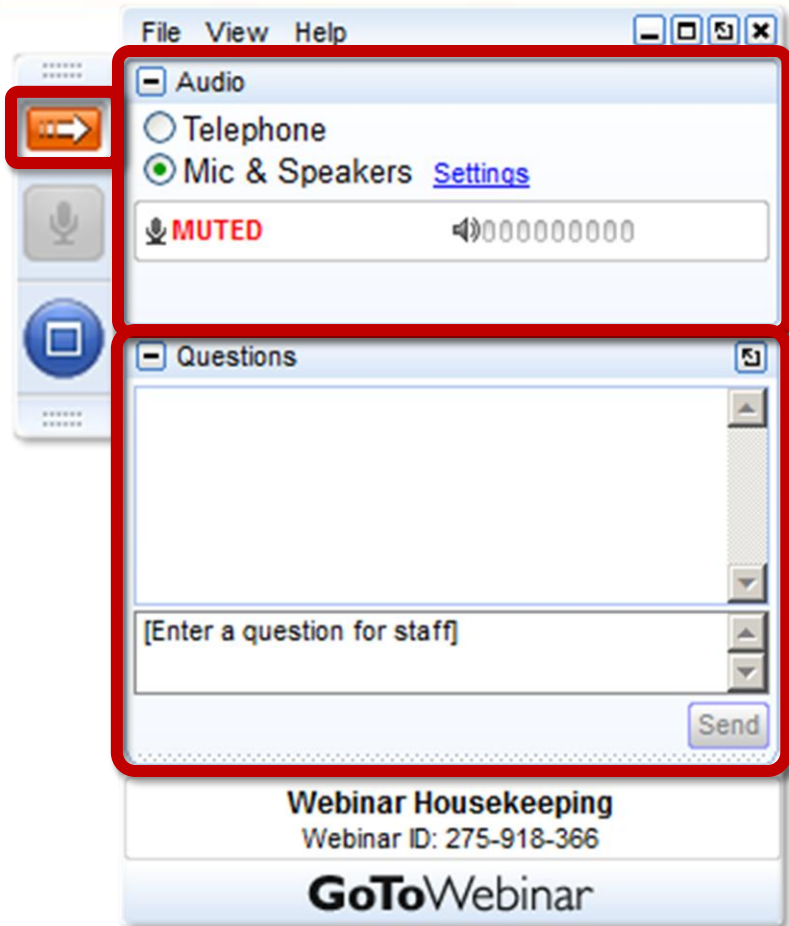 File View Help
Audio
Telephone
Mic & Speakers Settings
MUTED
Questions
[Enter a question for staff]
Send
Webinar Housekeeping
Webinar ID: 275-918-366
GoToWebinar